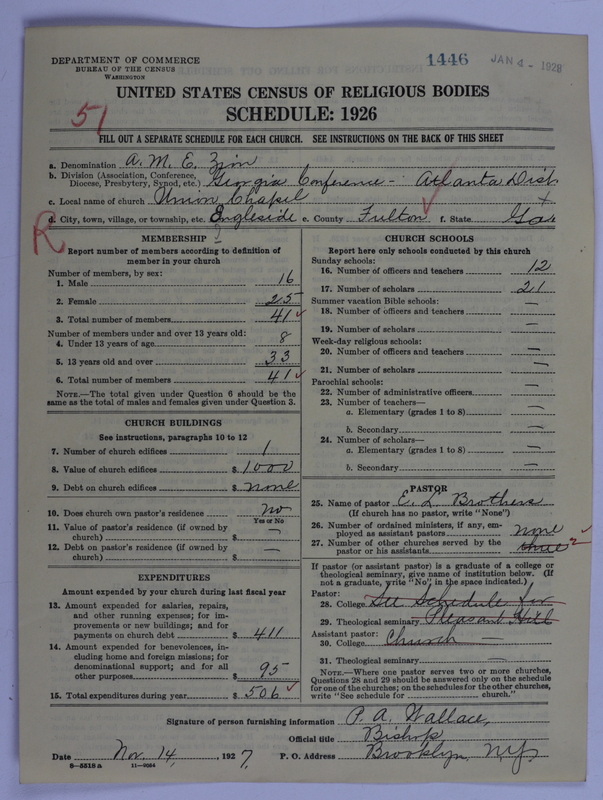 DEPARTMENT OF COMMERCE
BUREAU OF THE CENSUS
WASHINGTON
1446
JAN 4 - 1928
UNITED STATES CENSUS OF RELIGIOUS BODIES
SCHEDULE: 1926
51
FILL OUT A SEPARATE SCHEDULE FOR EACH CHURCH. SEE INSTRUCTIONS ON THE BACK OF THIS SHEET
a. Denomination A. M. E. Zion
b. Division (Association, Conference, Diocese, Presbytery, Synod, etc.) Georgia Conference - Atlanta Dist
c. Local name of church Union Chapel
d. City, town, village, or township, etc. Engleside e. County Fulton f. State Ga
R
MEMBERSHIP
Report number of members according to definition of
member in your church
Number of members, by sex:
1. Male 16
2. Female 25
3. Total number of members 41
Number of members under and over 13 years old:
4. Under 13 years of age 8
5. 13 years old and over 33
6. Total number of members 41
NOTE.—The total given under Question 6 should be the
same as the total of males and females given under Question 3.
CHURCH BUILDINGS
See instructions, paragraphs 10 to 12
7. Number of church edifices 1
8. Value of church edifices $ 1000
9. Debt on church edifices $ none
10. Does church own pastor's residence no
Yes or No
11. Value of pastor's residence (if owned by
church) $ —
12. Debt on pastor's residence (if owned by
church) $ —
EXPENDITURES
Amount expended by your church during last fiscal year
13. Amount expended for salaries, repairs,
and other running expenses; for im-
provements or new buildings; and for
payments on church debt $ 411
14. Amount expended for benevolences, in-
cluding home and foreign missions; for
denominational support; and for all
other purposes $ 95
15. Total expenditures during year $ 506
CHURCH SCHOOLS
Report here only schools conducted by this church
Sunday schools:
16. Number of officers and teachers 12
17. Number of scholars 21
Summer vacation Bible schools:
18. Number of officers and teachers —
19. Number of scholars —
Week-day religious schools:
20. Number of officers and teachers —
21. Number of scholars —
Parochial schools:
22. Number of administrative officers —
23. Number of teachers—
a. Elementary (grades 1 to 8) —
b. Secondary —
24. Number of scholars—
a. Elementary (grades 1 to 8) —
b. Secondary —
PASTOR
25. Name of pastor E. L. Brothers
(If church has no pastor, write "None")
26. Number of ordained ministers, if any, em-
ployed as assistant pastors none
27. Number of other churches served by the
pastor or his assistants three 2
If pastor (or assistant pastor) is a graduate of a college or
theological seminary, give name of institution below. (If
not a graduate, write "No" in the space indicated.)
Pastor:
28. College See Schedule for
29. Theological seminary Pleasant Hill
Assistant pastor:
30. College Church —
31. Theological seminary —
NOTE.—Where one pastor serves two or more churches,
Questions 28 and 29 should be answered only on the schedule
for one of the churches; on the schedules for the other churches,
write "See schedule for church."
Signature of person furnishing information P. A. Wallace,
Official title Bishop
Date Nov. 14, 1927. P. O. Address Brooklyn, N.Y.
8-5518 a 11-9084